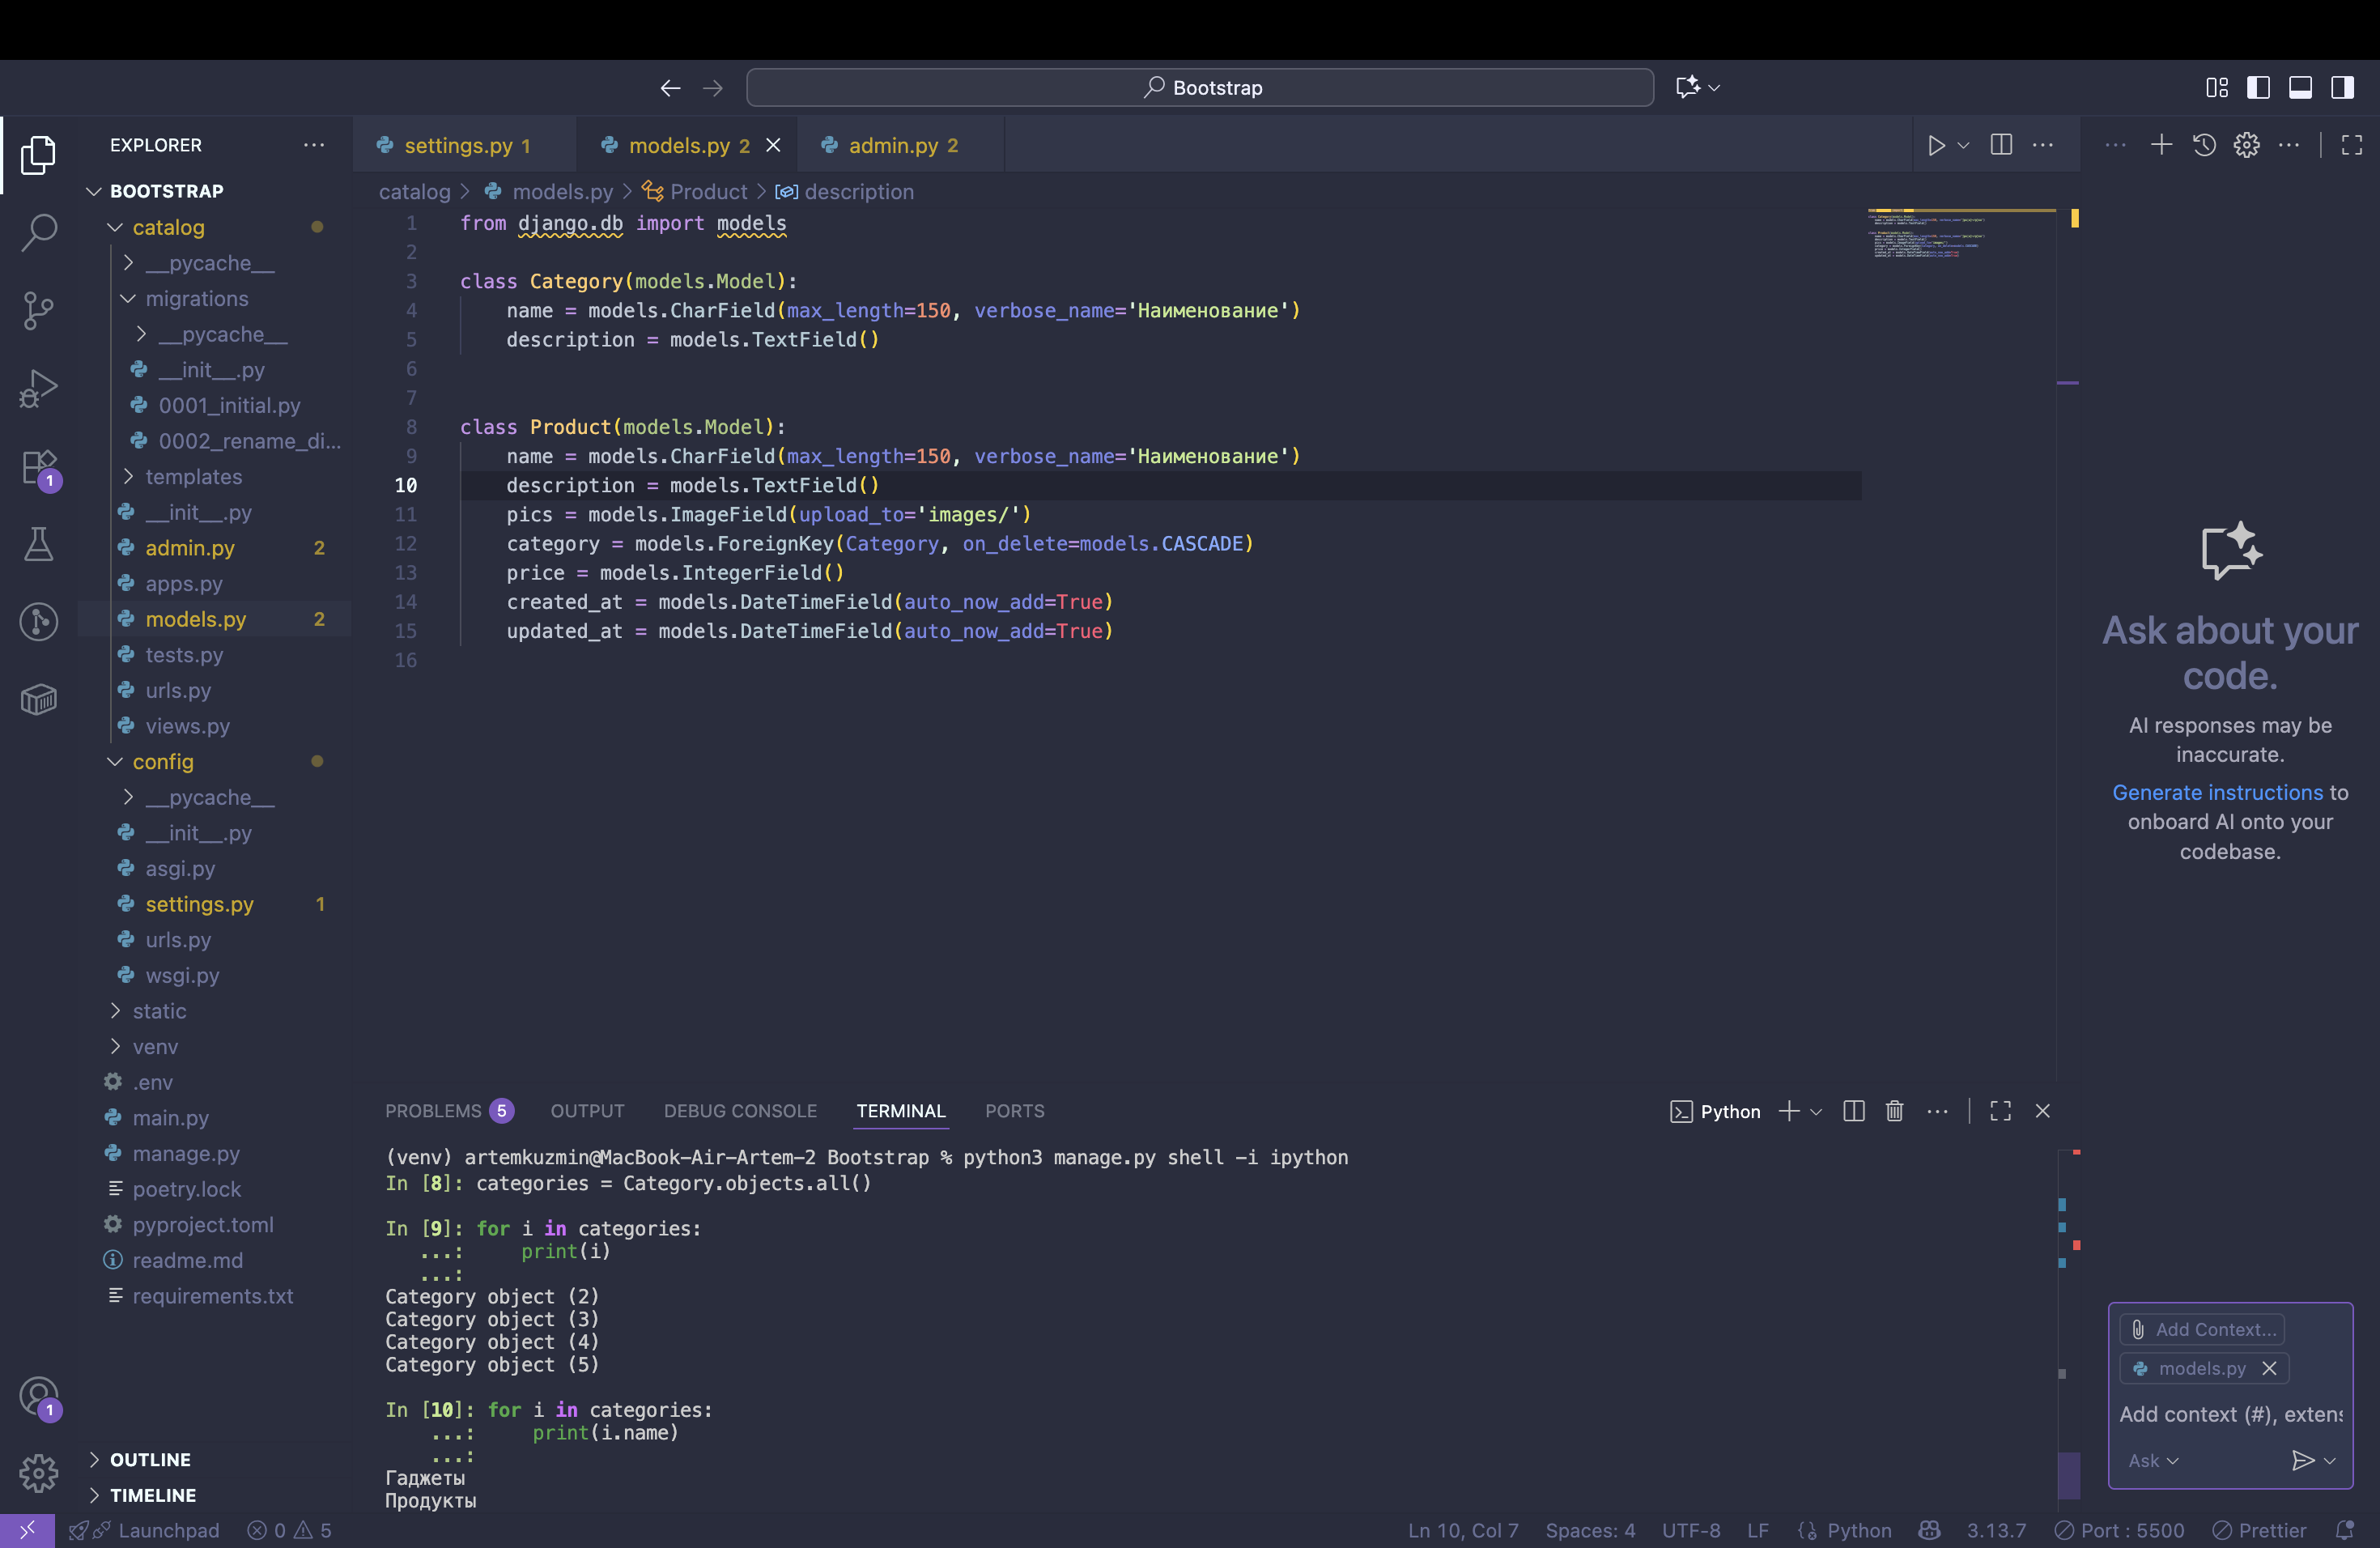 Bootstrap
EXPLORER
BOOTSTRAP
catalog
__pycache__
migrations
__pycache__
__init__.py
0001_initial.py
0002_rename_di...
templates
__init__.py
admin.py 2
apps.py
models.py 2
tests.py
urls.py
views.py
config
__pycache__
__init__.py
asgi.py
settings.py 1
urls.py
wsgi.py
static
venv
.env
main.py
manage.py
poetry.lock
pyproject.toml
readme.md
requirements.txt
OUTLINE
TIMELINE
1
1
settings.py 1
models.py 2
admin.py 2
catalog > models.py > Product > description
1 from django.db import models
2
3 class Category(models.Model):
4 name = models.CharField(max_length=150, verbose_name='Наименование')
5 description = models.TextField()
6
7
8 class Product(models.Model):
9 name = models.CharField(max_length=150, verbose_name='Наименование')
10 description = models.TextField()
11 pics = models.ImageField(upload_to='images/')
12 category = models.ForeignKey(Category, on_delete=models.CASCADE)
13 price = models.IntegerField()
14 created_at = models.DateTimeField(auto_now_add=True)
15 updated_at = models.DateTimeField(auto_now_add=True)
16
PROBLEMS 5 OUTPUT DEBUG CONSOLE TERMINAL PORTS
Python
(venv) artemkuzmin@MacBook-Air-Artem-2 Bootstrap % python3 manage.py shell -i ipython
In [8]: categories = Category.objects.all()
In [9]: for i in categories:
...: print(i)
...:
Category object (2)
Category object (3)
Category object (4)
Category object (5)
In [10]: for i in categories:
...: print(i.name)
...:
Гаджеты
Продукты
Ask about your
code.
AI responses may be
inaccurate.
Generate instructions to
onboard AI onto your
codebase.
Add Context...
models.py
Add context (#), extens
Ask
Launchpad 0 5 Ln 10, Col 7 Spaces: 4 UTF-8 LF Python 3.13.7 Port : 5500 Prettier